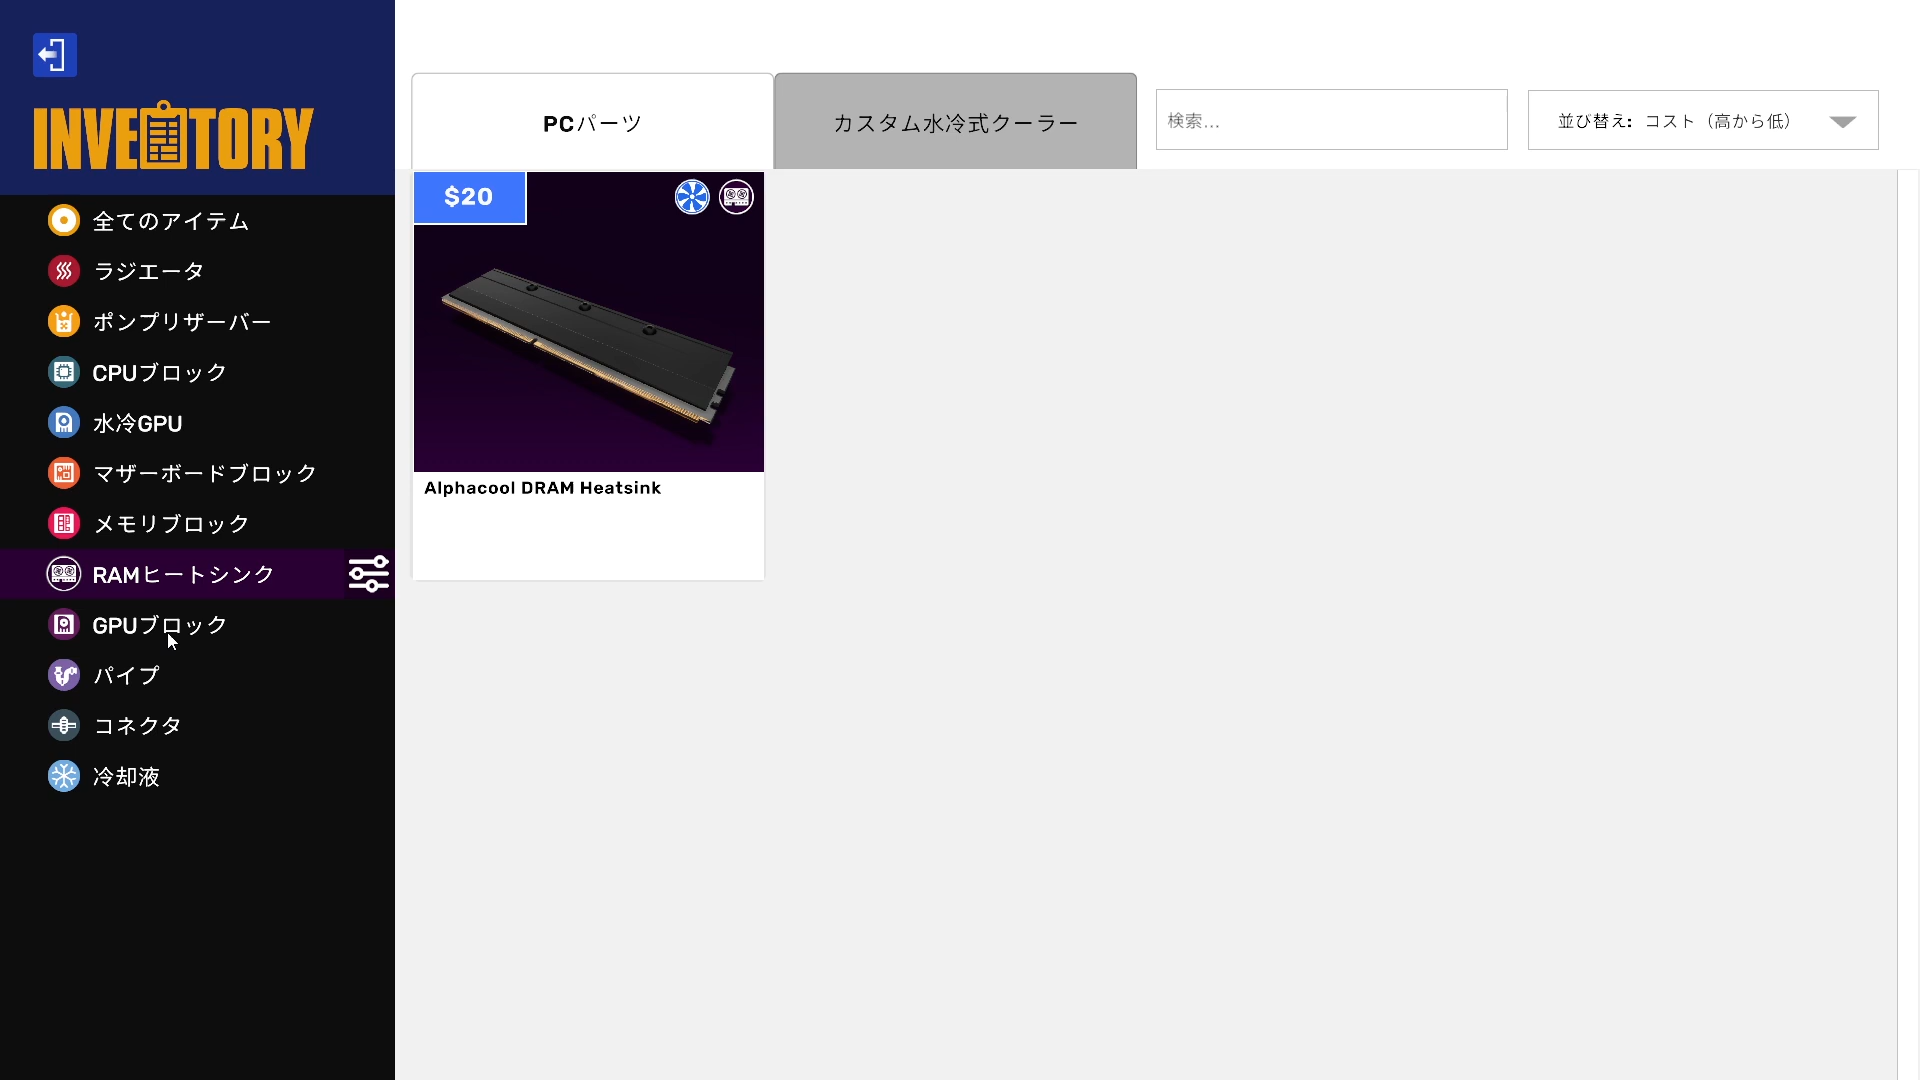 INVENTORY
全てのアイテム
ラジエータ
ポンプリザーバー
CPUブロック
水冷GPU
マザーボードブロック
メモリブロック
RAMヒートシンク
GPUブロック
パイプ
コネクタ
冷却液
PCパーツ
カスタム水冷式クーラー
検索...
並び替え: コスト（高から低）
$20
Alphacool DRAM Heatsink